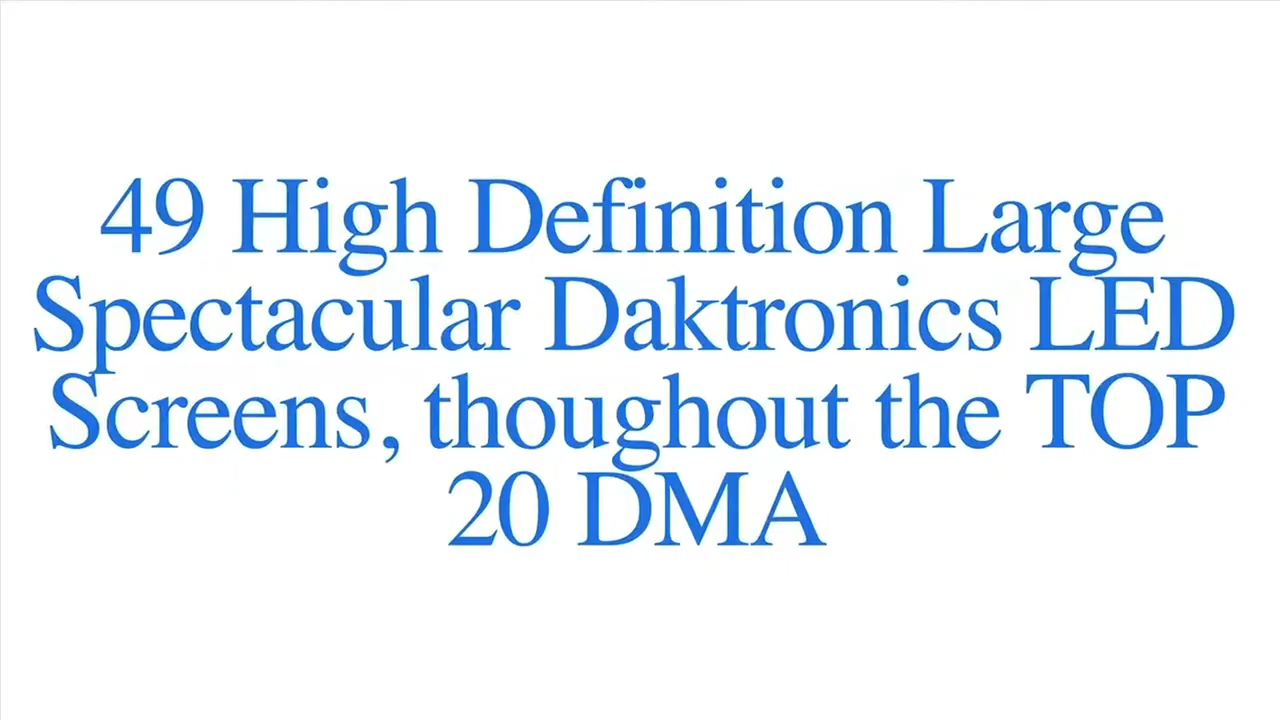 49 High Definition Large
Spectacular Daktronics LED
Screens, thoughout the TOP
20 DMA